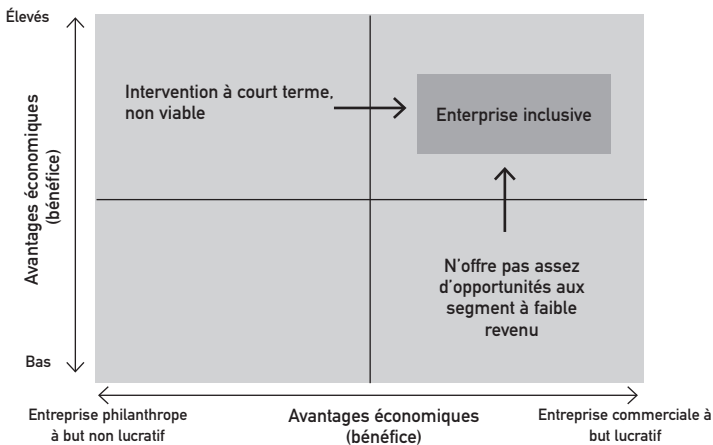 Élevés
Avantages économiques
(bénéfice)
Bas
Intervention à court terme,
non viable
Enterprise inclusive
N'offre pas assez
d'opportunités aux
segment à faible
revenu
Entreprise philanthrope
à but non lucratif
Avantages économiques
(bénéfice)
Entreprise commerciale à
but lucratif